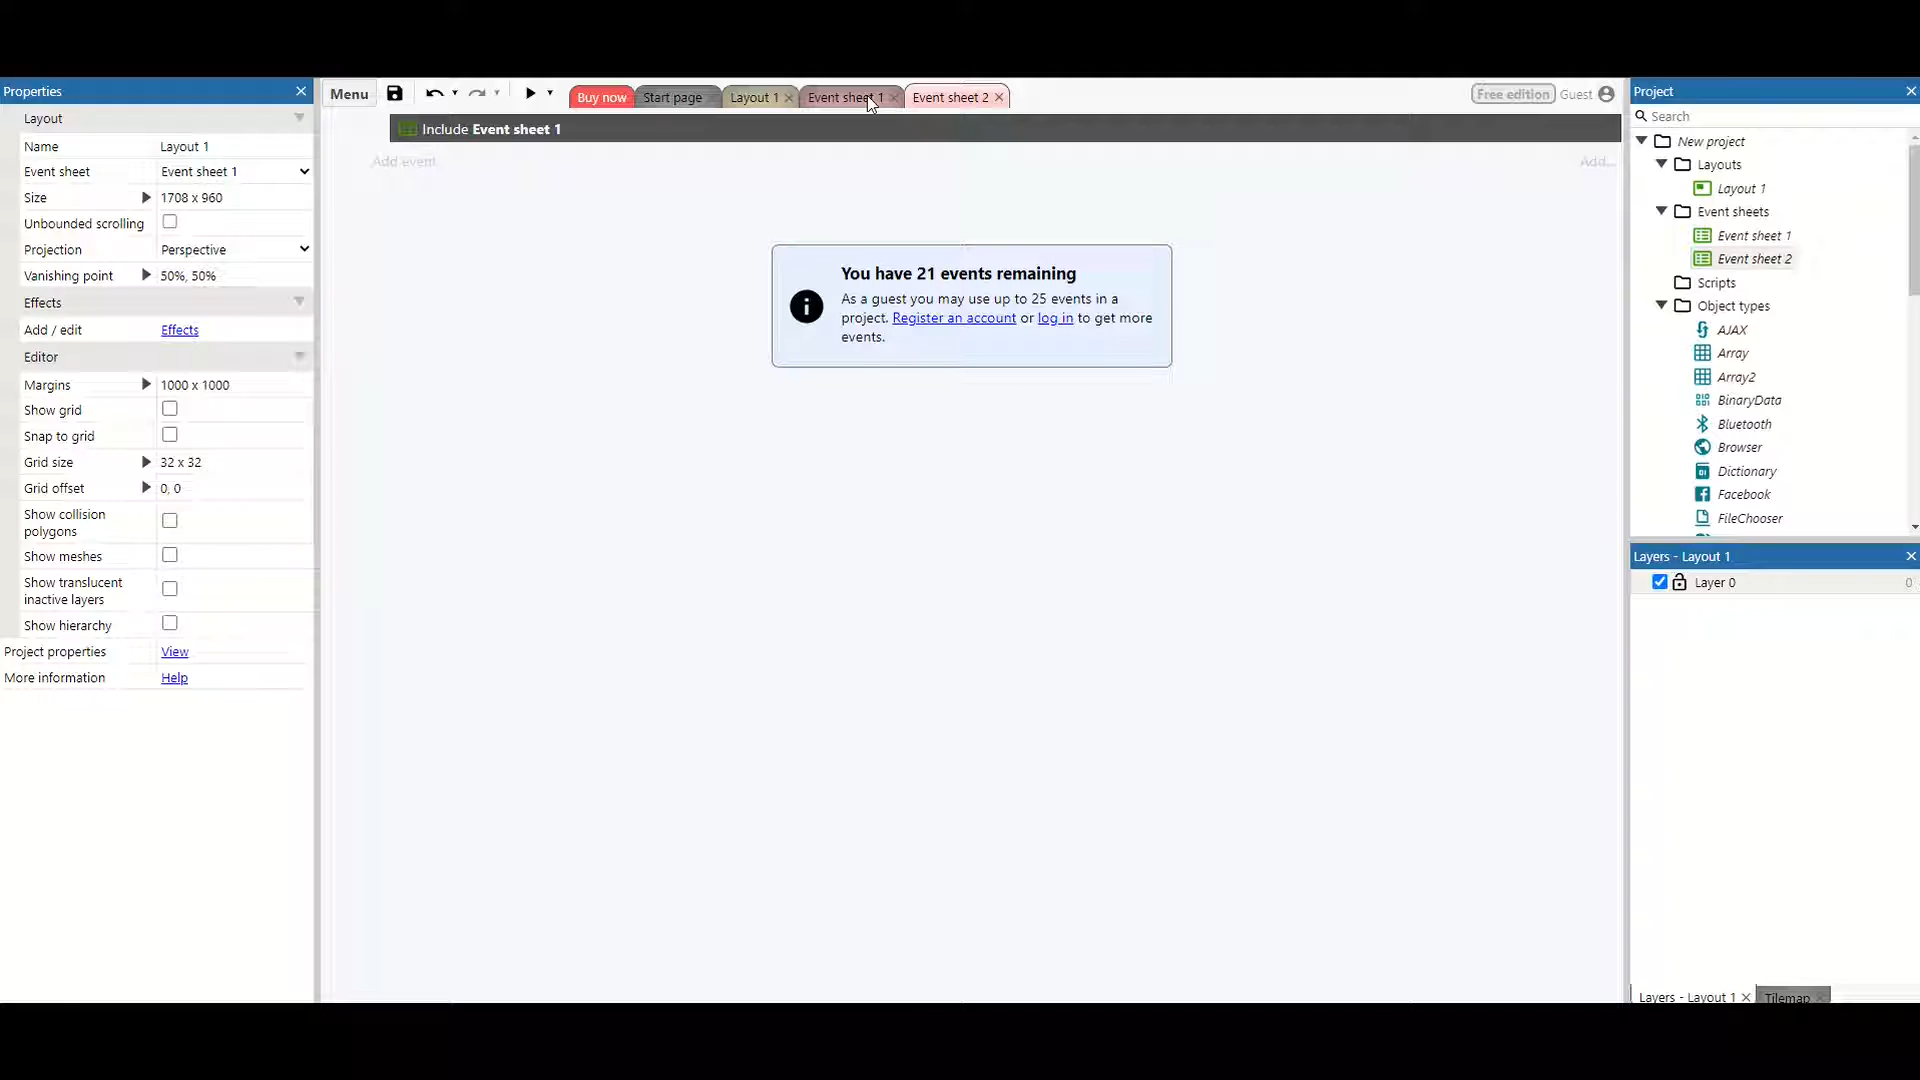 Properties
Layout
Name Layout 1
Event sheet Event sheet 1
Size 1708 x 960
Unbounded scrolling
Projection Perspective
Vanishing point 50%, 50%
Effects
Add / edit Effects
Editor
Margins 1000 x 1000
Show grid
Snap to grid
Grid size 32 x 32
Grid offset 0, 0
Show collision
polygons
Show meshes
Show translucent
inactive layers
Show hierarchy
Project properties View
More information Help
Menu Buy now Start page Layout 1 Event sheet 1 Event sheet 2 Free edition Guest
Include Event sheet 1
Add event Add...
You have 21 events remaining
As a guest you may use up to 25 events in a
project. Register an account or log in to get more
events.
Project
Search
New project
Layouts
Layout 1
Event sheets
Event sheet 1
Event sheet 2
Scripts
Object types
AJAX
Array
Array2
BinaryData
Bluetooth
Browser
Dictionary
Facebook
FileChooser
Layers - Layout 1
Layer 0 0
Layers - Layout 1 Tilemap